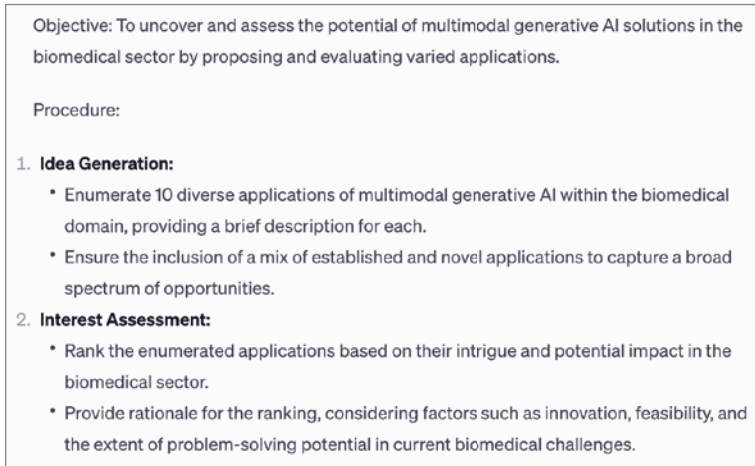 Objective: To uncover and assess the potential of multimodal generative AI solutions in the
biomedical sector by proposing and evaluating varied applications.
Procedure:
1. Idea Generation:
• Enumerate 10 diverse applications of multimodal generative AI within the biomedical
domain, providing a brief description for each.
• Ensure the inclusion of a mix of established and novel applications to capture a broad
spectrum of opportunities.
2. Interest Assessment:
• Rank the enumerated applications based on their intrigue and potential impact in the
biomedical sector.
• Provide rationale for the ranking, considering factors such as innovation, feasibility, and
the extent of problem-solving potential in current biomedical challenges.